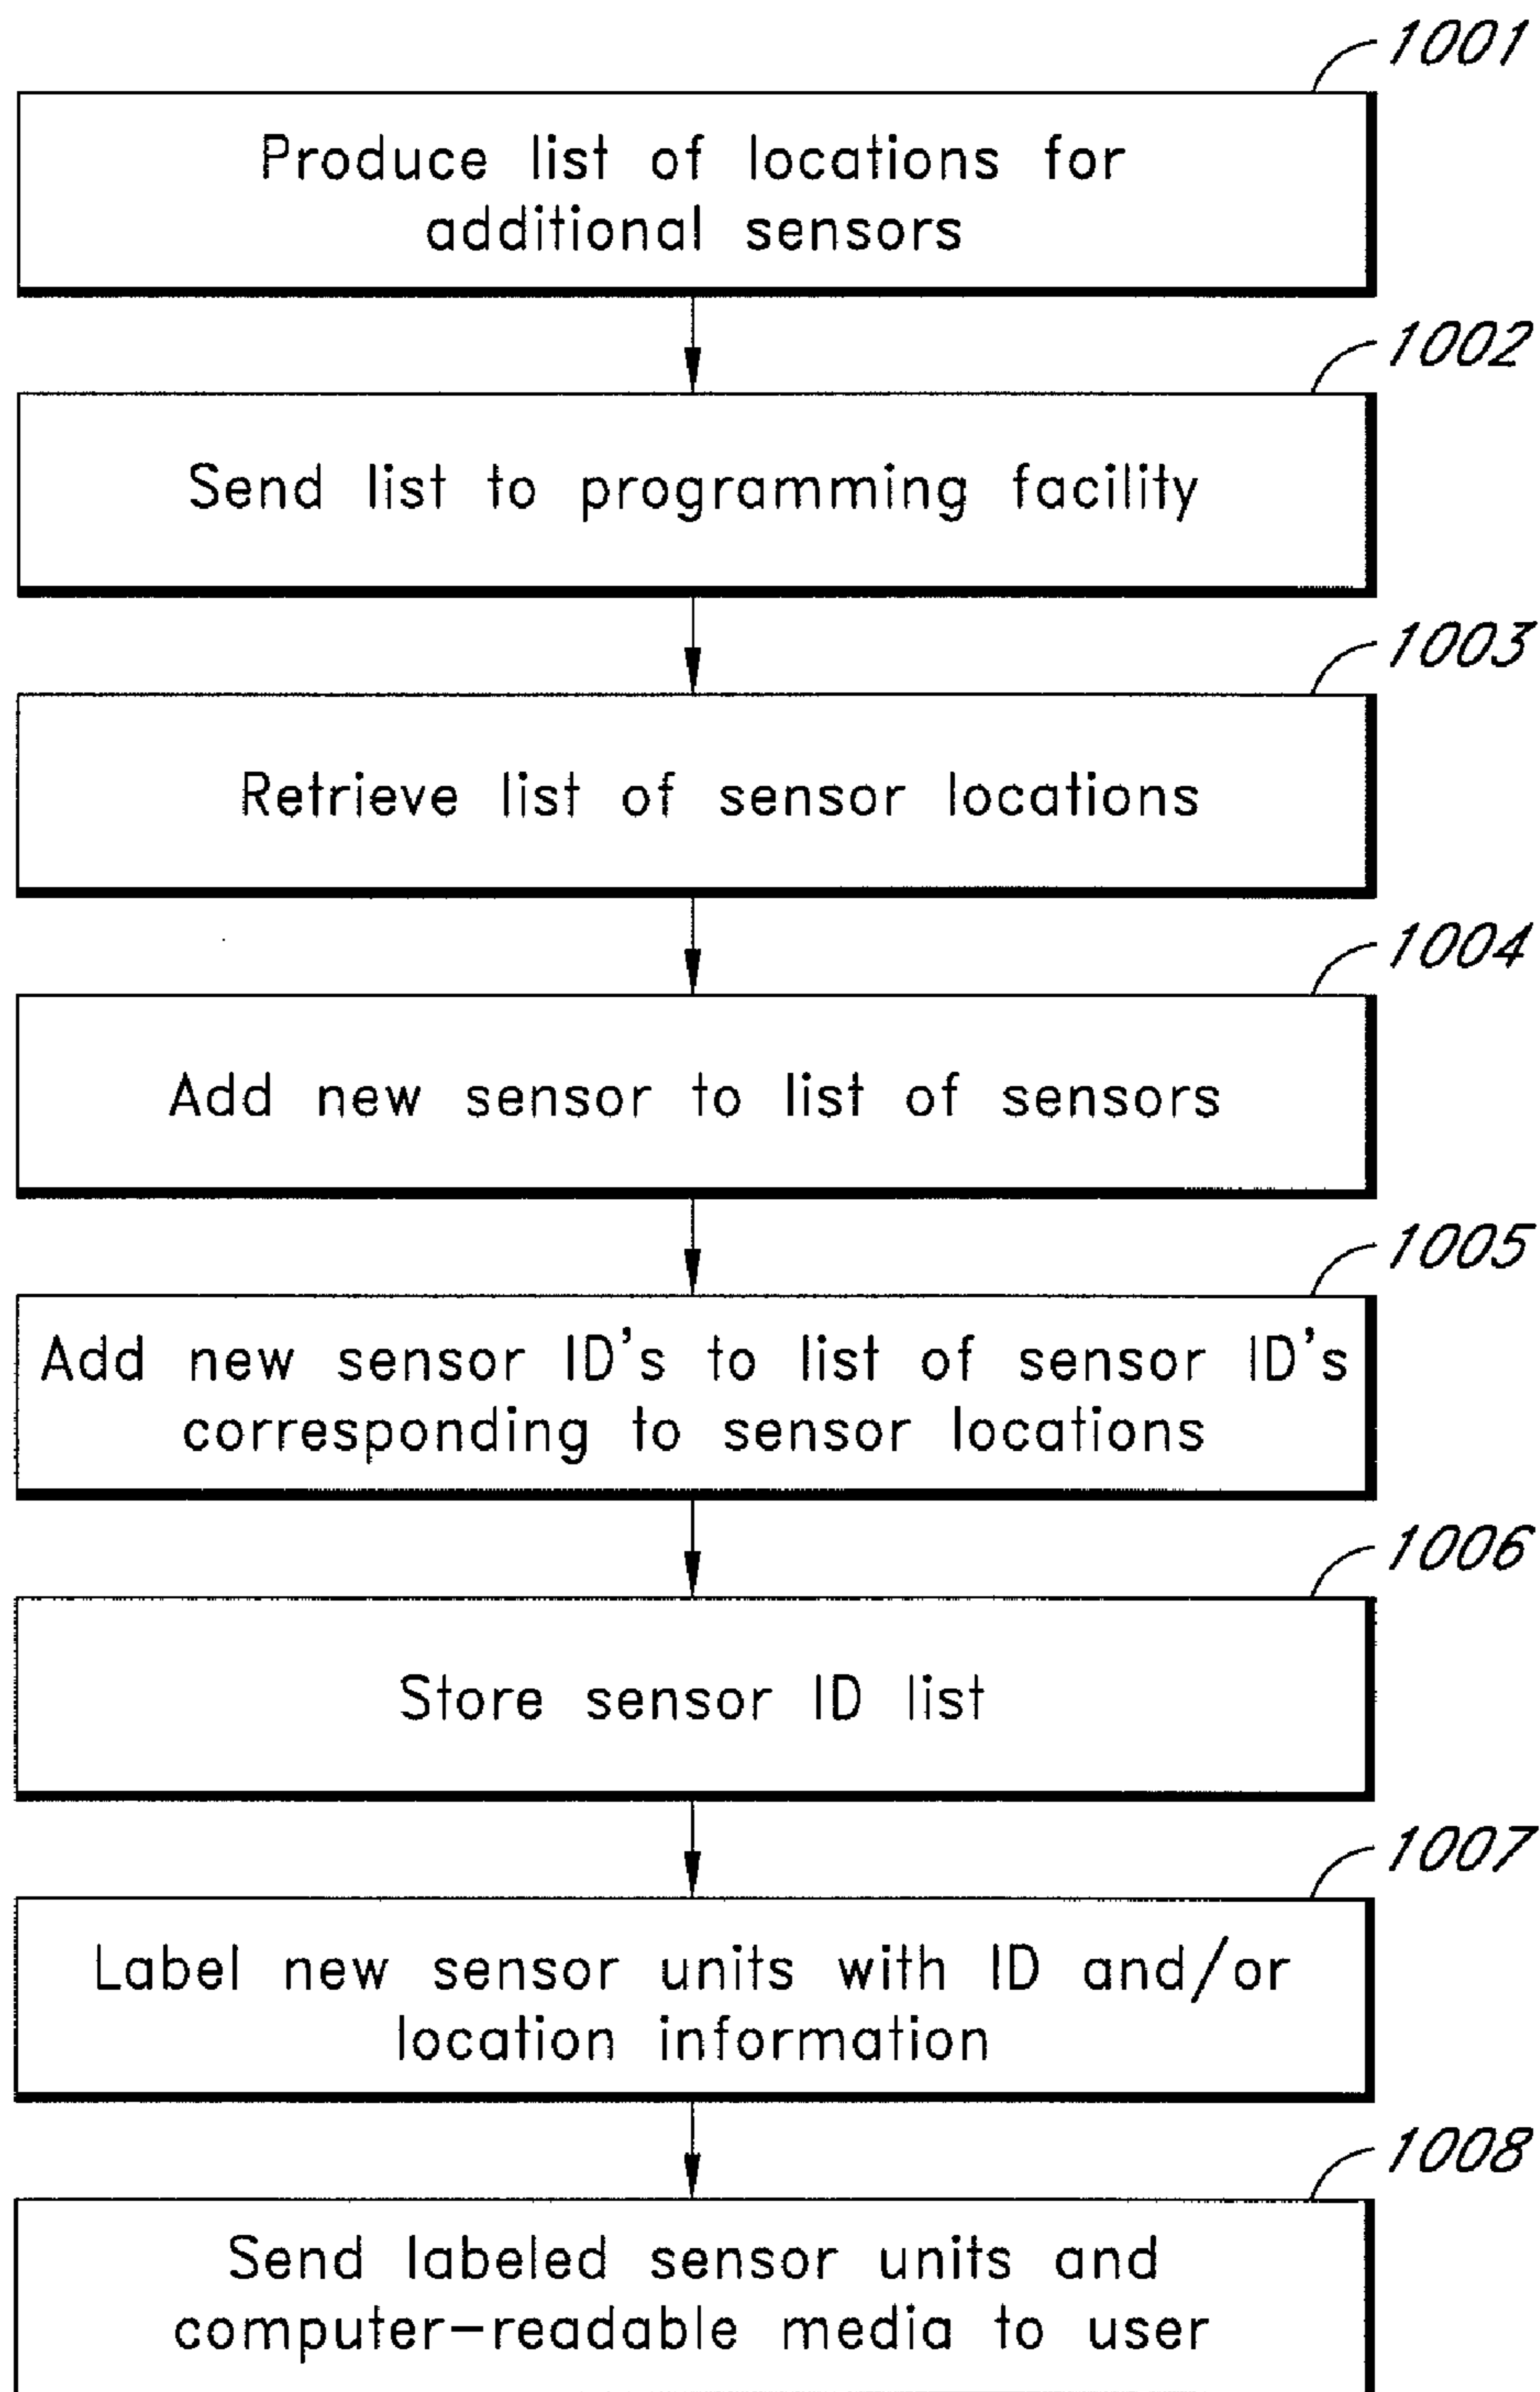 1001
Produce list of locations for
additional sensors
1002
Send list to programming facility
1003
Retrieve list of sensor locations
1004
Add new sensor to list of sensors
1005
Add new sensor ID's to list of sensor ID's
corresponding to sensor locations
1006
Store sensor ID list
1007
Label new sensor units with ID and/or
location information
1008
Send labeled sensor units and
computer-readable media to user